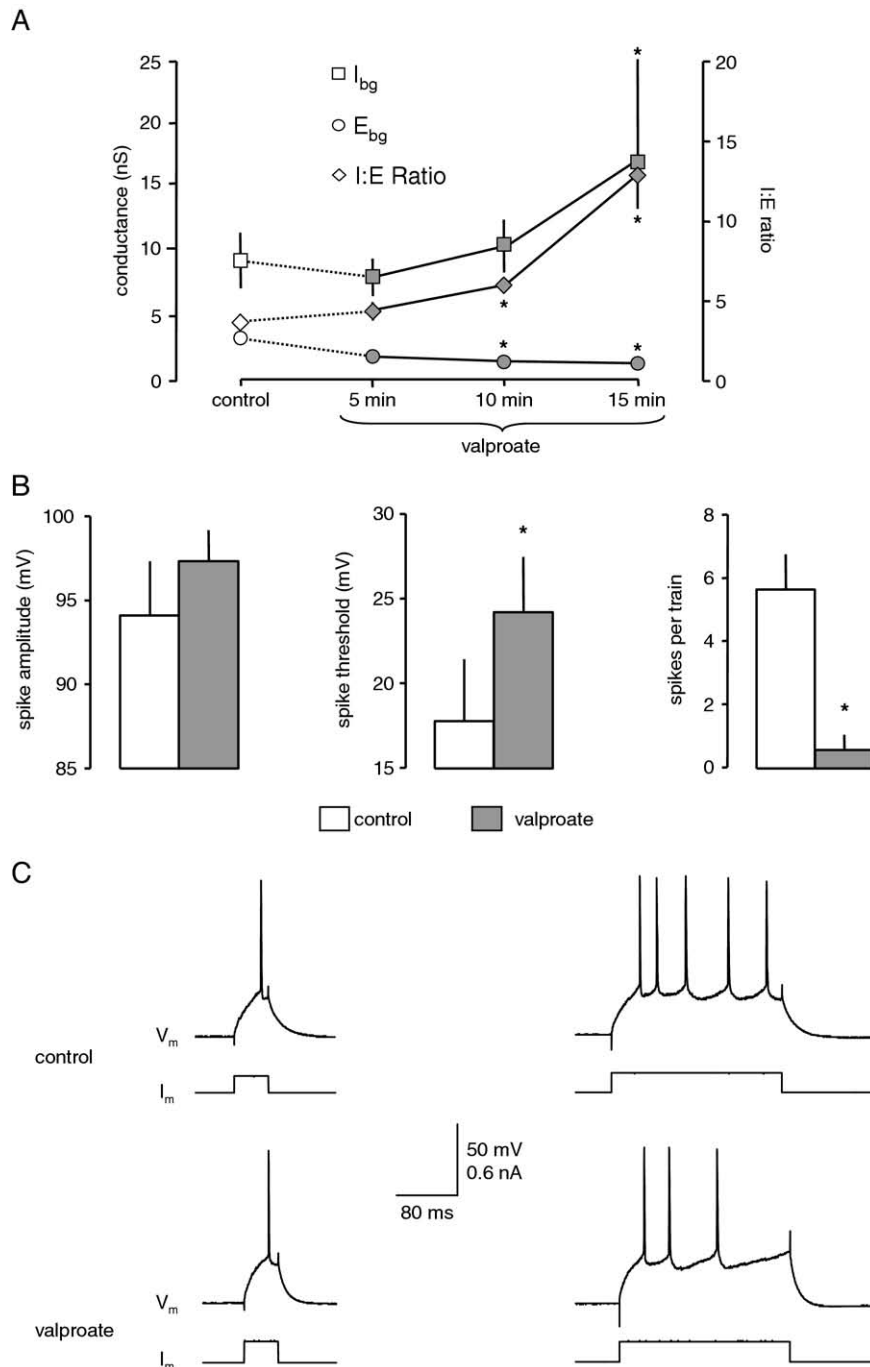 A
25
20
15
10
5
0
conductance (nS)
I_bg
E_bg
I:E Ratio
20
15
10
5
0
I:E ratio
*
*
*
*
*
control
5 min
10 min
15 min
valproate
B
100
95
90
85
spike amplitude (mV)
30
26
20
15
spike threshold (mV)
*
8
6
4
2
0
spikes per train
*
control
valproate
C
V_m
control
I_m
50 mV
0.6 nA
80 ms
V_m
valproate
I_m